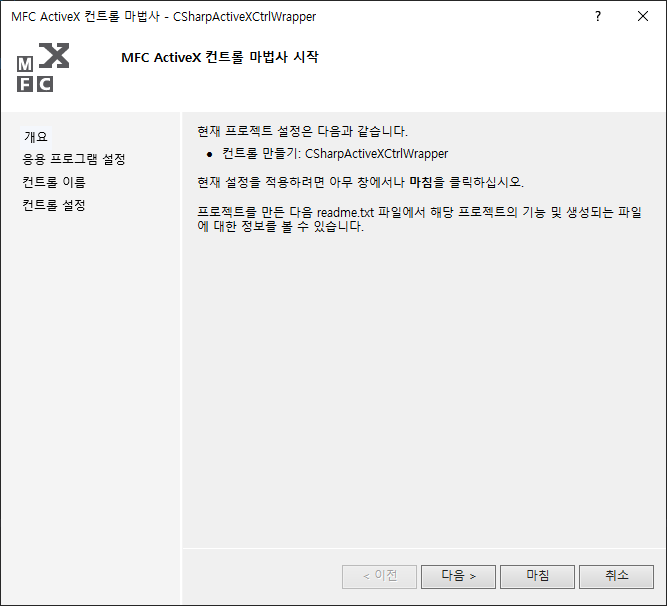 MFC ActiveX 컨트롤 마법사 - CSharpActiveXCtrlWrapper
?
MFC
X
MFC ActiveX 컨트롤 마법사 시작
개요
응용 프로그램 설정
컨트롤 이름
컨트롤 설정
현재 프로젝트 설정은 다음과 같습니다.
● 컨트롤 만들기: CSharpActiveXCtrlWrapper
현재 설정을 적용하려면 아무 창에서나 마침을 클릭하십시오.
프로젝트를 만든 다음 readme.txt 파일에서 해당 프로젝트의 기능 및 생성되는 파일
에 대한 정보를 볼 수 있습니다.
< 이전
다음 >
마침
취소